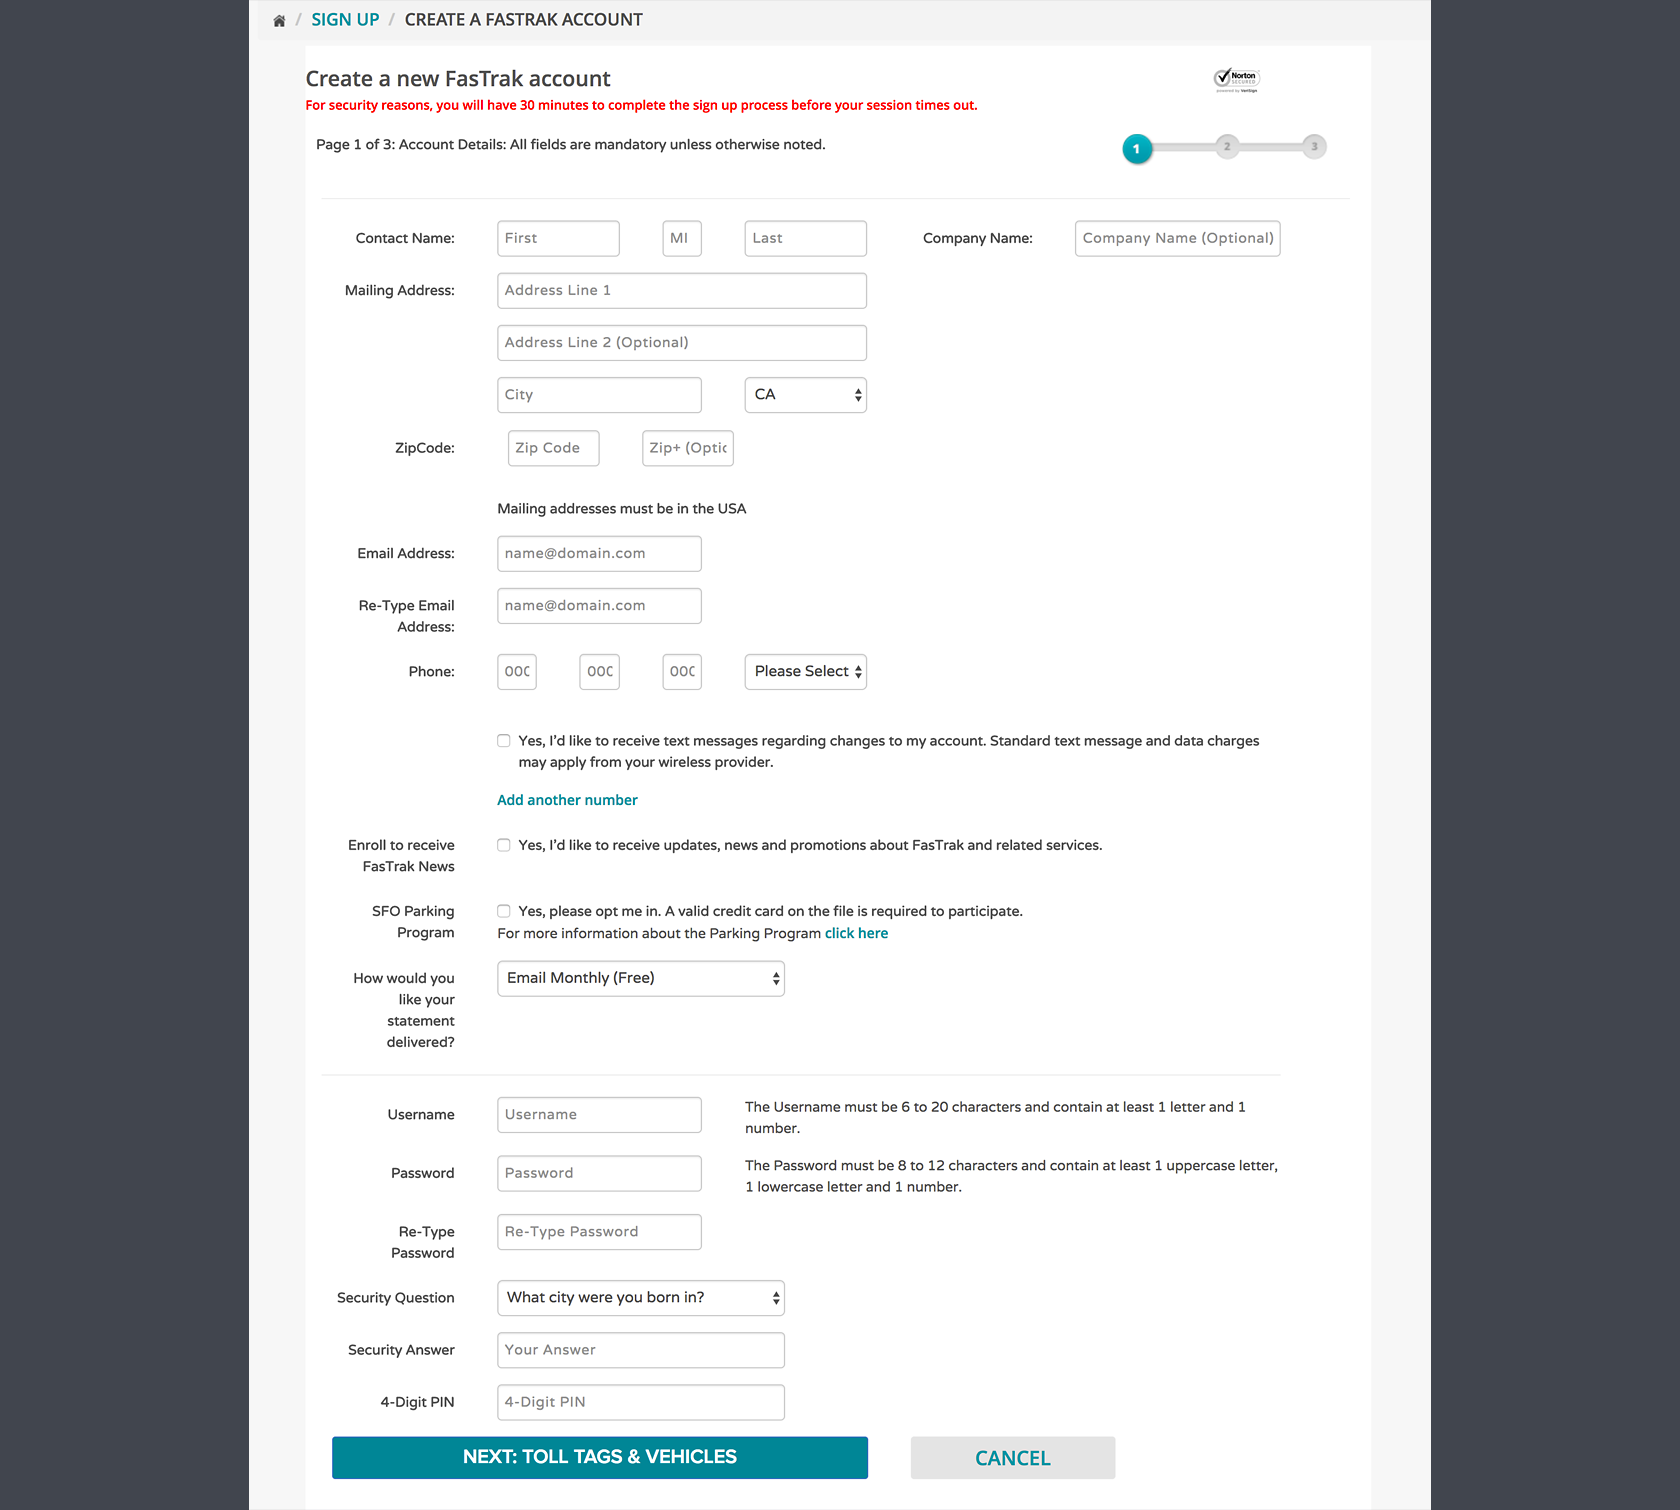 / SIGN UP / CREATE A FASTRAK ACCOUNT
Create a new FasTrak account
Norton
SECURED
powered by VeriSign
For security reasons, you will have 30 minutes to complete the sign up process before your session times out.
Page 1 of 3: Account Details: All fields are mandatory unless otherwise noted.
1 2 3
Contact Name: First MI Last Company Name: Company Name (Optional)
Mailing Address: Address Line 1
Address Line 2 (Optional)
City CA
ZipCode: Zip Code Zip+ (Optic
Mailing addresses must be in the USA
Email Address: name@domain.com
Re-Type Email
Address:
name@domain.com
Phone: 000 000 000 Please Select
Yes, I'd like to receive text messages regarding changes to my account. Standard text message and data charges
may apply from your wireless provider.
Add another number
Enroll to receive
FasTrak News
Yes, I'd like to receive updates, news and promotions about FasTrak and related services.
SFO Parking
Program
Yes, please opt me in. A valid credit card on the file is required to participate.
For more information about the Parking Program click here
How would you
like your
statement
delivered?
Email Monthly (Free)
Username Username
The Username must be 6 to 20 characters and contain at least 1 letter and 1
number.
Password Password
The Password must be 8 to 12 characters and contain at least 1 uppercase letter,
1 lowercase letter and 1 number.
Re-Type
Password
Re-Type Password
Security Question What city were you born in?
Security Answer Your Answer
4-Digit PIN 4-Digit PIN
NEXT: TOLL TAGS & VEHICLES CANCEL